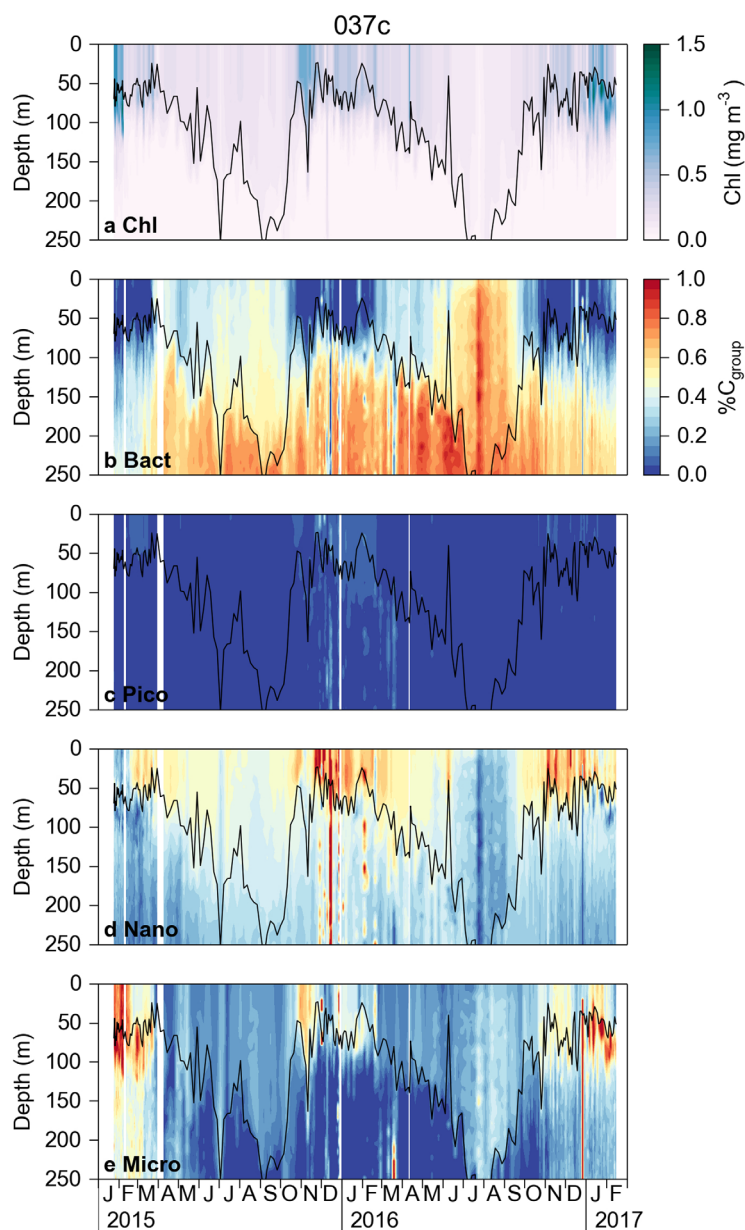 037c
0
50
100
150
200
250
Depth (m)
a Chl
1.5
1.0
0.5
0.0
Chl (mg m⁻³ )
0
50
100
150
200
250
Depth (m)
b Bact
1.0
0.8
0.6
0.4
0.2
0.0
%C_group
0
50
100
150
200
250
Depth (m)
c Pico
0
50
100
150
200
250
Depth (m)
d Nano
0
50
100
150
200
250
Depth (m)
e Micro
J F M A M J J A S O N D J F M A M J J A S O N D J F
2015 2016 2017